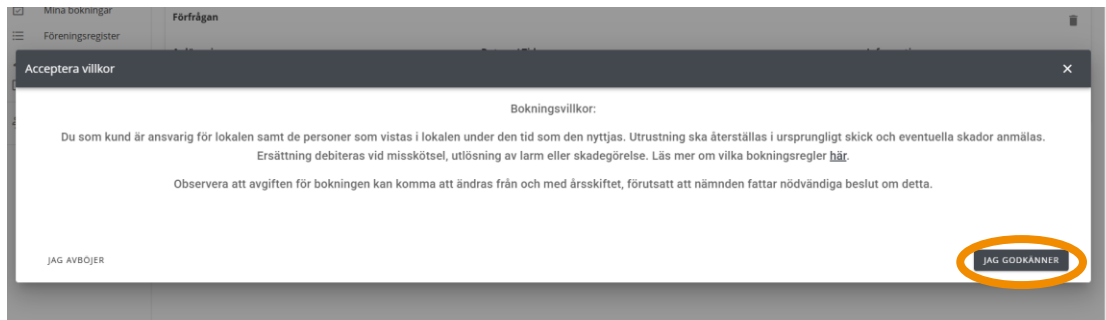 Mina bokningar
Förfrågan
Föreningsregister
Acceptera villkor
Bokningsvillkor:
Du som kund är ansvarig för lokalen samt de personer som vistas i lokalen under den tid som den nyttjas. Utrustning ska återställas i ursprungligt skick och eventuella skador anmälas.
Ersättning debiteras vid misskötsel, utlösning av larm eller skadegörelse. Läs mer om vilka bokningsregler här.
Observera att avgiften för bokningen kan komma att ändras från och med årsskiftet, förutsatt att nämnden fattar nödvändiga beslut om detta.
JAG AVBÖJER
JAG GODKÄNNER